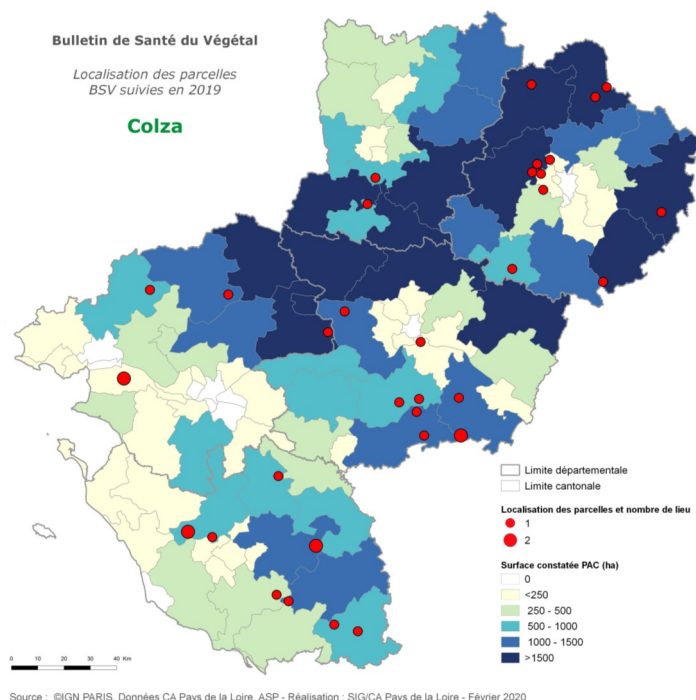 Bulletin de Santé du Végétal
Localisation des parcelles
BSV suivies en 2019
Colza
Limite départementale
Limite cantonale
Localisation des parcelles et nombre de lieu
1
2
Surface constatée PAC (ha)
0
<250
250 - 500
500 - 1000
1000 - 1500
>1500
0 10 20 30 40 Km
Source : ©IGN PARIS, Données CA Pays de la Loire, ASP - Réalisation : SIG/CA Pays de la Loire - Février 2020